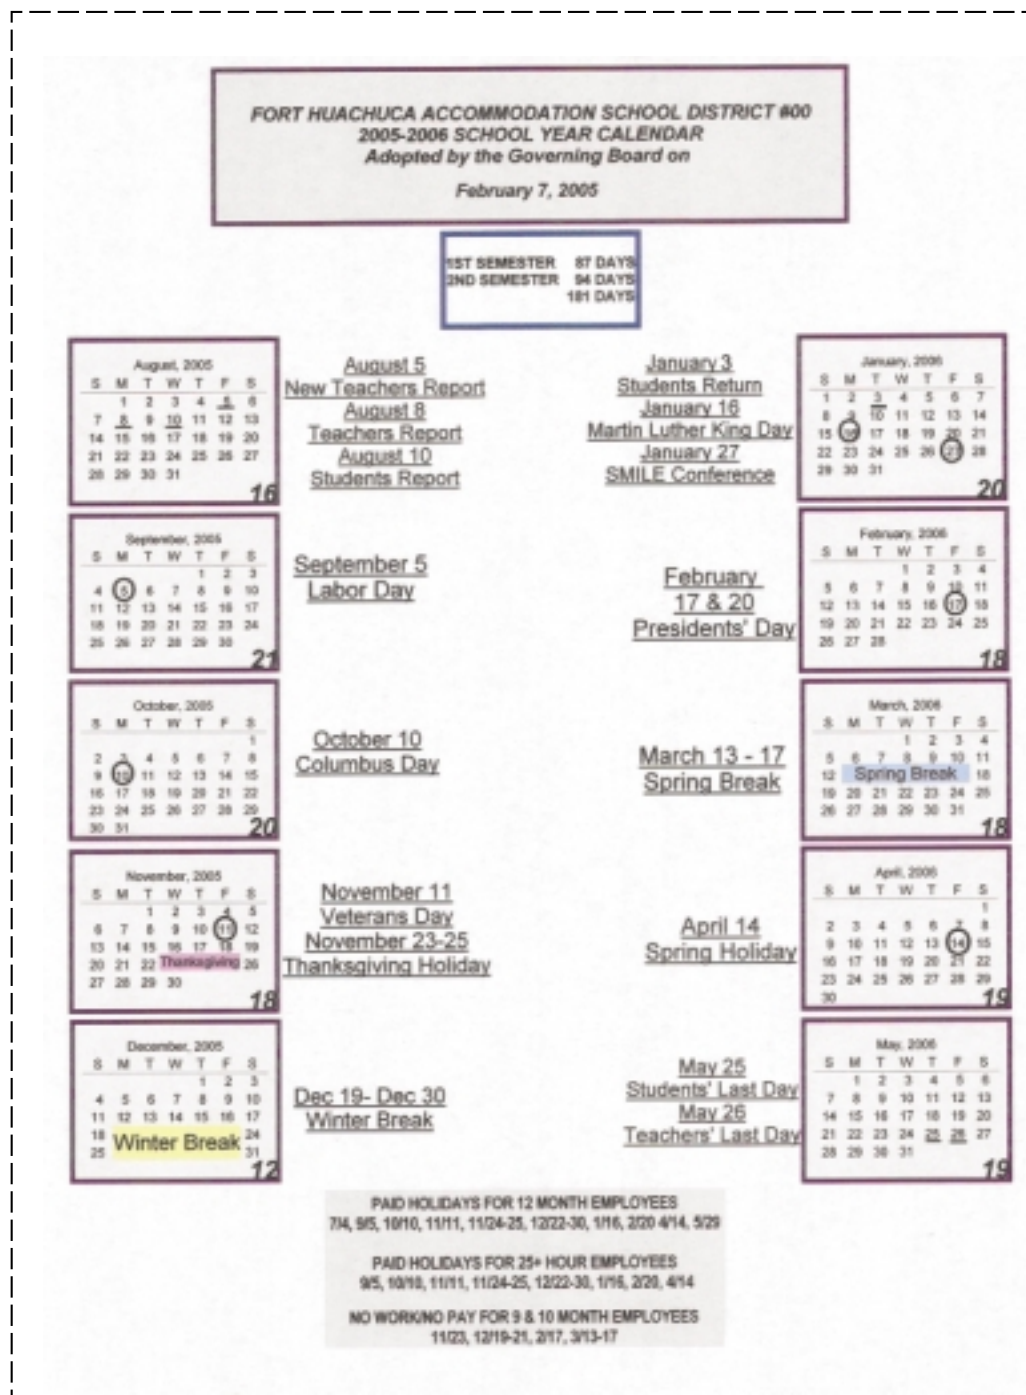 FORT HUACHUCA ACCOMMODATION SCHOOL DISTRICT #00
2005-2006 SCHOOL YEAR CALENDAR
Adopted by the Governing Board on
February 7, 2005
1ST SEMESTER 87 DAYS
2ND SEMESTER 94 DAYS
181 DAYS
August, 2005
S M T W T F S
1 2 3 4 5 6
7 8 9 10 11 12 13
14 15 16 17 18 19 20
21 22 23 24 25 26 27
28 29 30 31
16
August 5
New Teachers Report
August 8
Teachers Report
August 10
Students Report
September, 2005
S M T W T F S
1 2 3
4 5 6 7 8 9 10
11 12 13 14 15 16 17
18 19 20 21 22 23 24
25 26 27 28 29 30
21
September 5
Labor Day
October, 2005
S M T W T F S
1
2 3 4 5 6 7 8
9 10 11 12 13 14 15
16 17 18 19 20 21 22
23 24 25 26 27 28 29
30 31
20
October 10
Columbus Day
November, 2005
S M T W T F S
1 2 3 4 5
6 7 8 9 10 11 12
13 14 15 16 17 18 19
20 21 22 Thanksgiving 26
27 28 29 30
18
November 11
Veterans Day
November 23-25
Thanksgiving Holiday
December, 2005
S M T W T F S
1 2 3
4 5 6 7 8 9 10
11 12 13 14 15 16 17
18 Winter Break 24
25 31
12
Dec 19- Dec 30
Winter Break
January 3
Students Return
January 16
Martin Luther King Day
January 27
SMILE Conference
January, 2006
S M T W T F S
1 2 3 4 5 6 7
8 9 10 11 12 13 14
15 16 17 18 19 20 21
22 23 24 25 26 27 28
29 30 31
20
February
17 & 20
Presidents' Day
February, 2006
S M T W T F S
1 2 3 4
5 6 7 8 9 10 11
12 13 14 15 16 17 18
19 20 21 22 23 24 25
26 27 28
18
March 13 - 17
Spring Break
March, 2006
S M T W T F S
1 2 3 4
5 6 7 8 9 10 11
12 Spring Break 18
19 20 21 22 23 24 25
26 27 28 29 30 31
18
April 14
Spring Holiday
April, 2006
S M T W T F S
1
2 3 4 5 6 7 8
9 10 11 12 13 14 15
16 17 18 19 20 21 22
23 24 25 26 27 28 29
30
19
May 25
Students' Last Day
May 26
Teachers' Last Day
May, 2006
S M T W T F S
1 2 3 4 5 6
7 8 9 10 11 12 13
14 15 16 17 18 19 20
21 22 23 24 25 26 27
28 29 30 31
19
PAID HOLIDAYS FOR 12 MONTH EMPLOYEES
7/4, 9/5, 10/10, 11/11, 11/24-25, 12/22-30, 1/16, 2/20 4/14, 5/29
PAID HOLIDAYS FOR 25+ HOUR EMPLOYEES
9/5, 10/10, 11/11, 11/24-25, 12/22-30, 1/16, 2/20, 4/14
NO WORK/NO PAY FOR 9 & 10 MONTH EMPLOYEES
11/23, 12/19-21, 2/17, 3/13-17